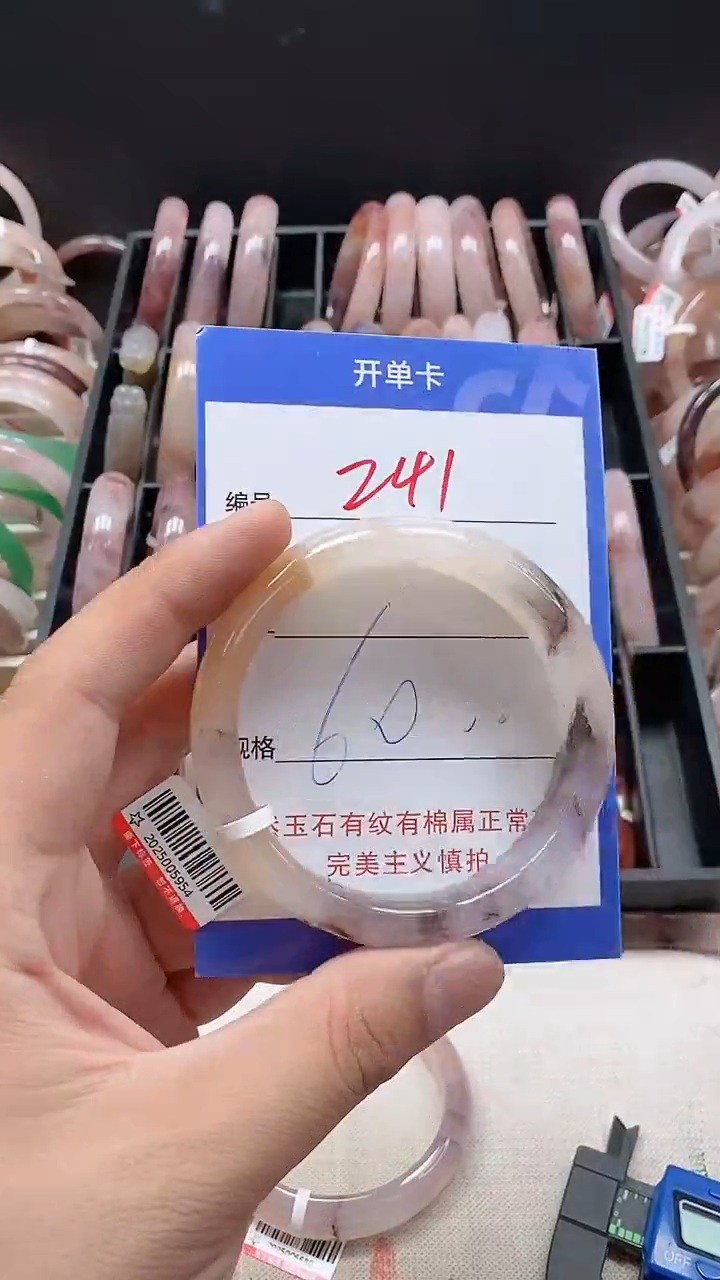 开单卡
编号 241
规格 60
玉石有纹有棉属正常
完美主义慎拍
2025005954
OFF